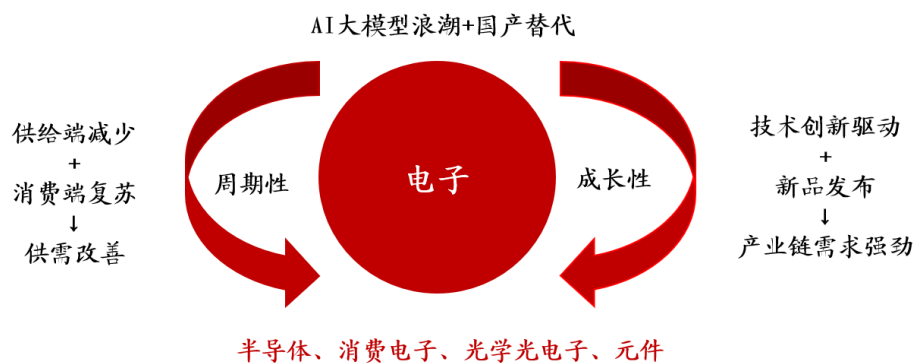 AI大模型浪潮+国产替代
供给端减少
+
消费端复苏
↓
供需改善
周期性
电子
成长性
技术创新驱动
+
新品发布
↓
产业链需求强劲
半导体、消费电子、光学光电子、元件